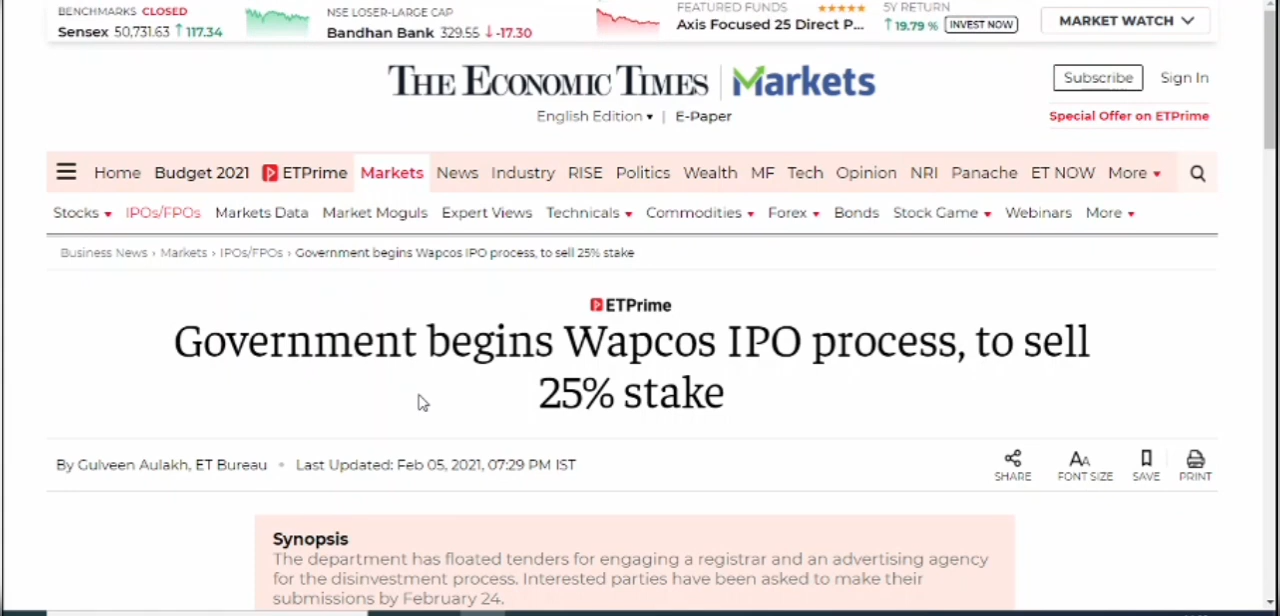 BENCHMARKS CLOSED
Sensex 50,731.63 ↑ 117.34
NSE LOSER-LARGE CAP
Bandhan Bank 329.55 ↓ -17.30
FEATURED FUNDS ★★★★★
Axis Focused 25 Direct P...
5Y RETURN
↑ 19.79 % INVEST NOW
MARKET WATCH
THE ECONOMIC TIMES | Markets
Subscribe Sign In
English Edition ▾ | E-Paper
Special Offer on ETPrime
Home Budget 2021 ETPrime Markets News Industry RISE Politics Wealth MF Tech Opinion NRI Panache ET NOW More ▾
Stocks ▾ IPOs/FPOs Markets Data Market Moguls Expert Views Technicals ▾ Commodities ▾ Forex ▾ Bonds Stock Game ▾ Webinars More ▾
Business News › Markets › IPOs/FPOs › Government begins Wapcos IPO process, to sell 25% stake
ETPrime
Government begins Wapcos IPO process, to sell
25% stake
By Gulveen Aulakh, ET Bureau • Last Updated: Feb 05, 2021, 07:29 PM IST
SHARE FONT SIZE SAVE PRINT
Synopsis
The department has floated tenders for engaging a registrar and an advertising agency
for the disinvestment process. Interested parties have been asked to make their
submissions by February 24.